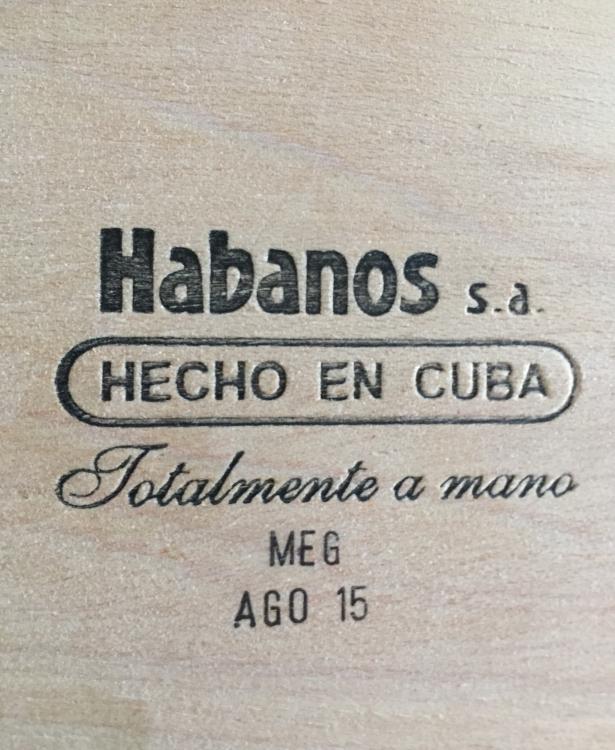 Habanos s.a.
HECHO EN CUBA
Totalmente a mano
MEG
AGO 15